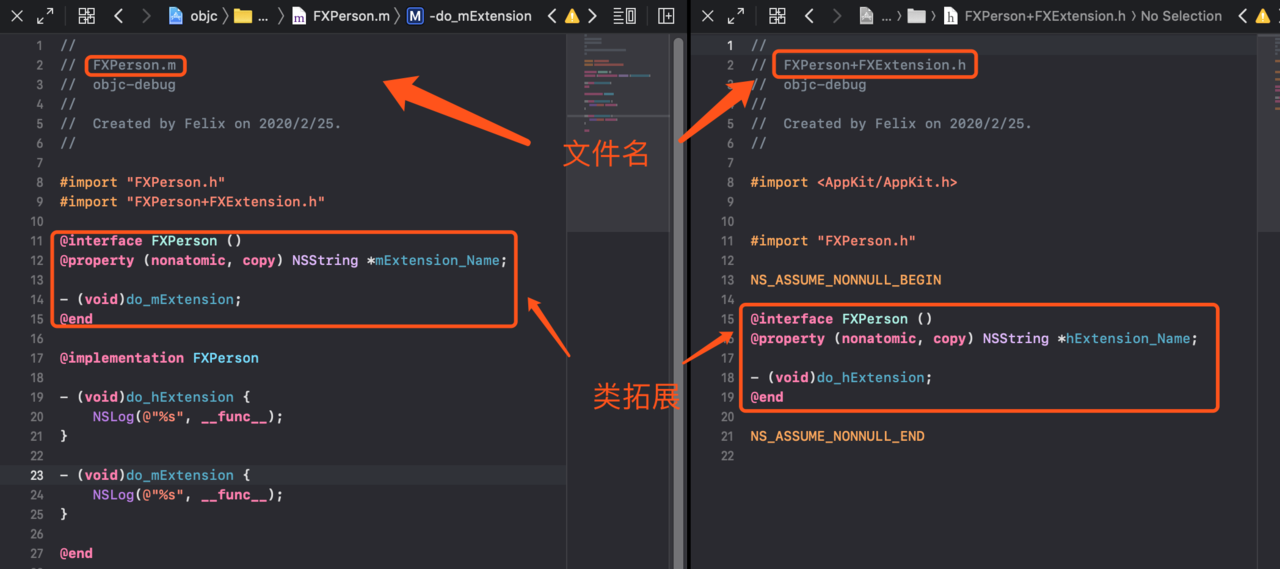 objc 〉 ... 〉 FXPerson.m 〉 M -do_mExtension
1 //
2 // FXPerson.m
3 // objc-debug
4 //
5 // Created by Felix on 2020/2/25.
6 //
7
8 #import "FXPerson.h"
9 #import "FXPerson+FXExtension.h"
10
11 @interface FXPerson ()
12 @property (nonatomic, copy) NSString *mExtension_Name;
13
14 - (void)do_mExtension;
15 @end
16
17 @implementation FXPerson
18
19 - (void)do_hExtension {
20 NSLog(@"%s", __func__);
21 }
22
23 - (void)do_mExtension {
24 NSLog(@"%s", __func__);
25 }
26
27 @end
文件名
类拓展
... 〉 〉 h FXPerson+FXExtension.h 〉 No Selection
1 //
2 // FXPerson+FXExtension.h
3 // objc-debug
4 //
5 // Created by Felix on 2020/2/25.
6 //
7
8 #import <AppKit/AppKit.h>
9
10
11 #import "FXPerson.h"
12
13 NS_ASSUME_NONNULL_BEGIN
14
15 @interface FXPerson ()
16 @property (nonatomic, copy) NSString *hExtension_Name;
17
18 - (void)do_hExtension;
19 @end
20
21 NS_ASSUME_NONNULL_END
22